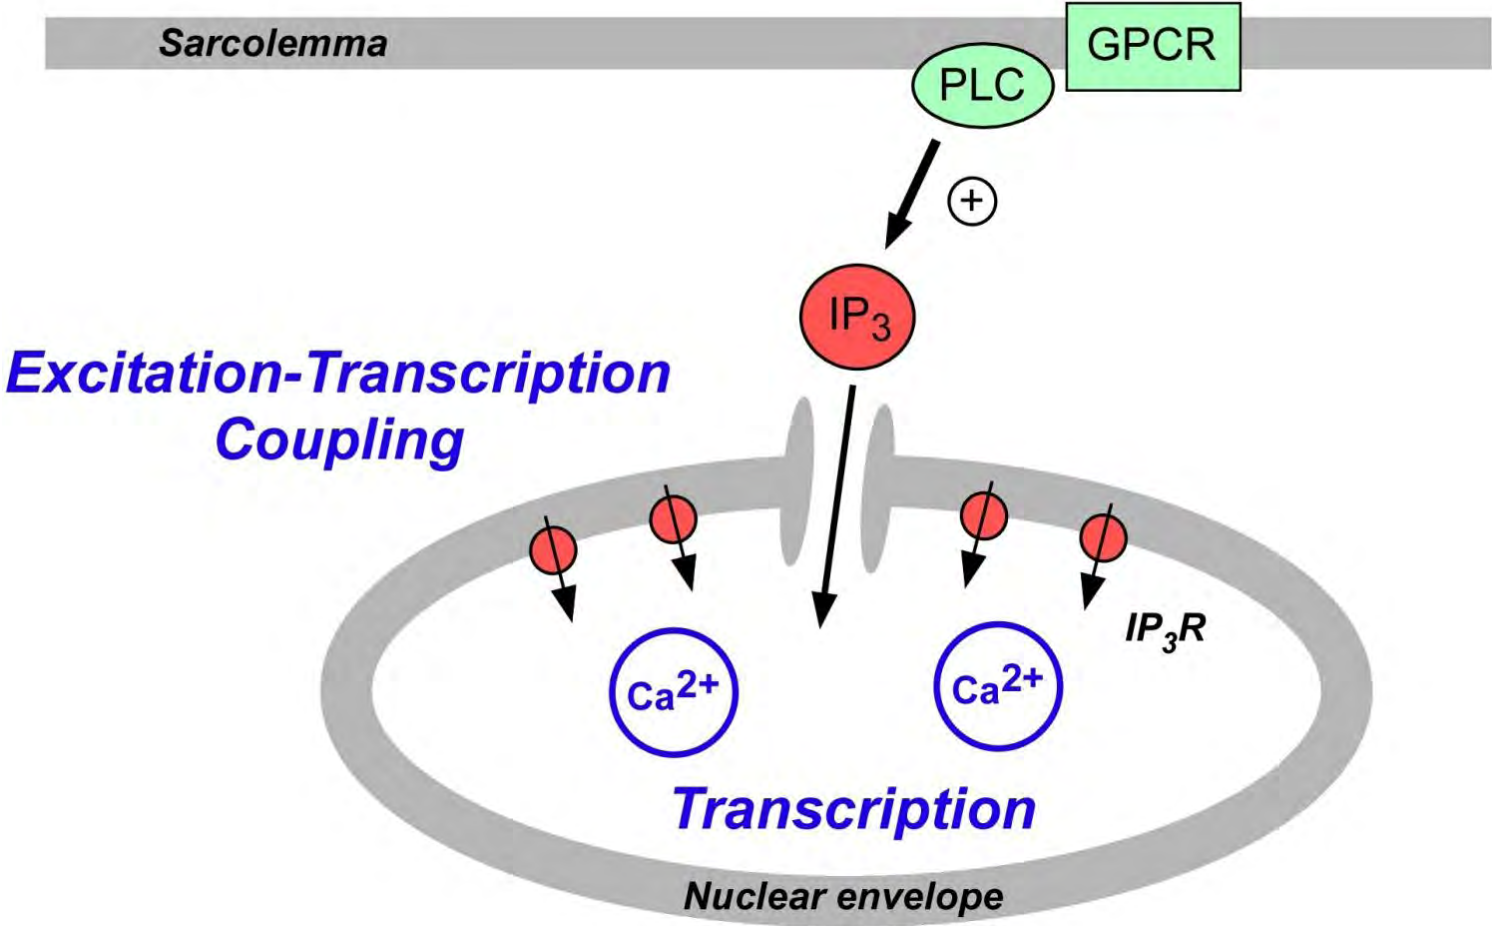 Sarcolemma
GPCR
PLC
+
IP3
Excitation-Transcription
Coupling
IP3R
Ca2+
Ca2+
Transcription
Nuclear envelope